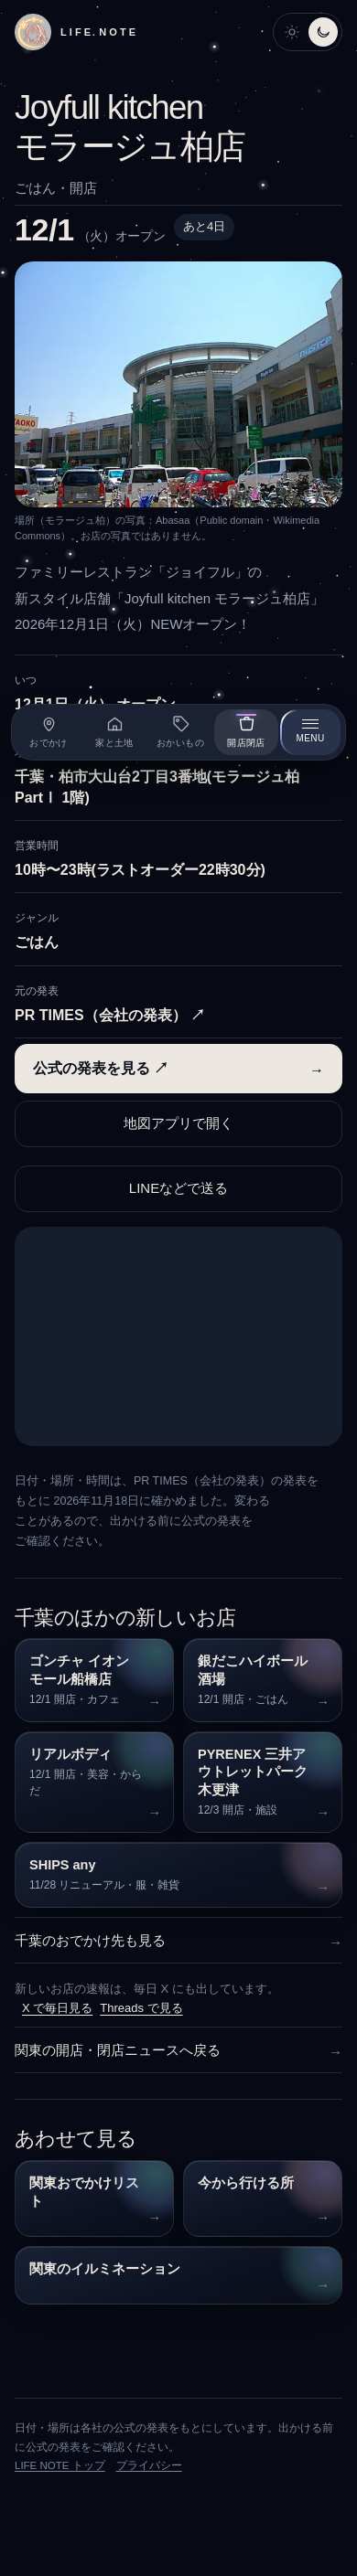 LIFE.NOTE
Joyfull kitchen
モラージュ柏店
ごはん・開店
12/1 （火）オープン あと4日
場所（モラージュ柏）の写真：Abasaa（Public domain・Wikimedia
Commons）。お店の写真ではありません。
ファミリーレストラン「ジョイフル」の
新スタイル店舗「Joyfull kitchen モラージュ柏店」
2026年12月1日（火）NEWオープン！
いつ
12月1日（火）オープン
おでかけ
家と土地
おかいもの
開店閉店
MENU
千葉・柏市大山台2丁目3番地(モラージュ柏
PartⅠ 1階)
営業時間
10時〜23時(ラストオーダー22時30分)
ジャンル
ごはん
元の発表
PR TIMES（会社の発表） ↗
公式の発表を見る ↗ →
地図アプリで開く
LINEなどで送る
日付・場所・時間は、PR TIMES（会社の発表）の発表を
もとに 2026年11月18日に確かめました。変わる
ことがあるので、出かける前に公式の発表を
ご確認ください。
千葉のほかの新しいお店
ゴンチャ イオン
モール船橋店
12/1 開店・カフェ →
銀だこハイボール
酒場
12/1 開店・ごはん →
リアルボディ
12/1 開店・美容・から
だ
→
PYRENEX 三井ア
ウトレットパーク
木更津
12/3 開店・施設 →
SHIPS any
11/28 リニューアル・服・雑貨 →
千葉のおでかけ先も見る →
新しいお店の速報は、毎日 X にも出しています。
X で毎日見る Threads で見る
関東の開店・閉店ニュースへ戻る →
あわせて見る
関東おでかけリス
ト
→
今から行ける所
→
関東のイルミネーション
→
日付・場所は各社の公式の発表をもとにしています。出かける前
に公式の発表をご確認ください。
LIFE NOTE トップ プライバシー